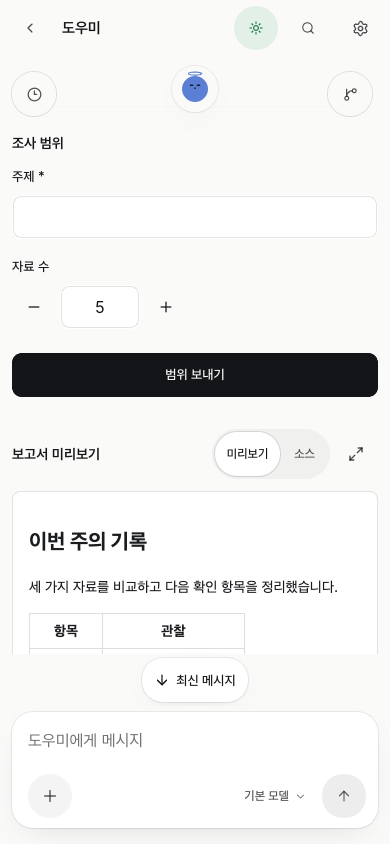 도우미
조사 범위
주제 *
자료 수
5
범위 보내기
보고서 미리보기
미리보기
소스
이번 주의 기록
세 가지 자료를 비교하고 다음 확인 항목을 정리했습니다.
항목 관찰
최신 메시지
도우미에게 메시지
기본 모델